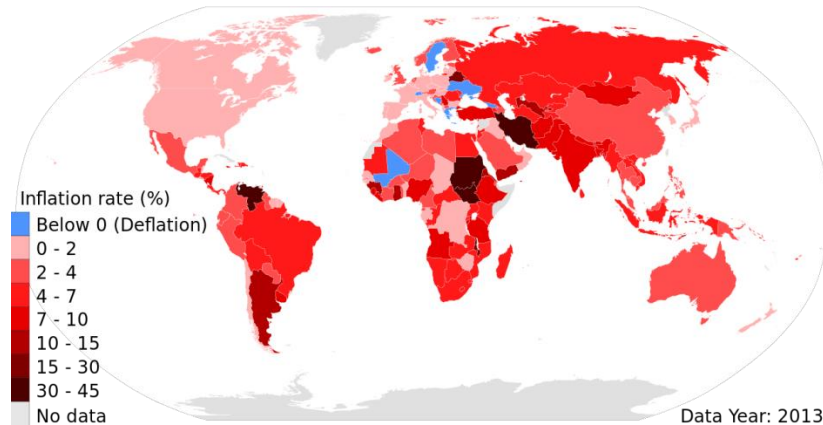 Inflation rate (%)
Below 0 (Deflation)
0 - 2
2 - 4
4 - 7
7 - 10
10 - 15
15 - 30
30 - 45
No data
Data Year: 2013